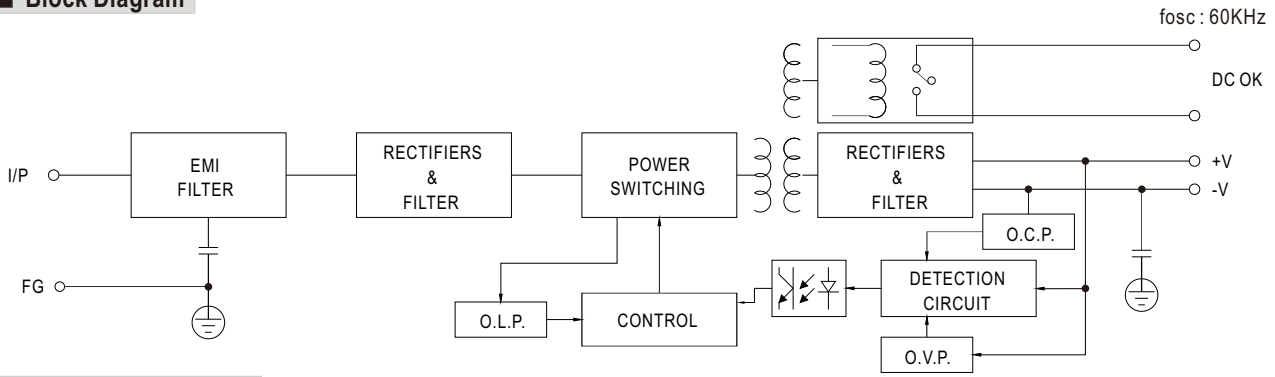 Block Diagram
fosc : 60KHz
DC OK
I/P
EMI
FILTER
RECTIFIERS
&
FILTER
POWER
SWITCHING
RECTIFIERS
&
FILTER
+V
-V
O.C.P.
FG
O.L.P.
CONTROL
DETECTION
CIRCUIT
O.V.P.